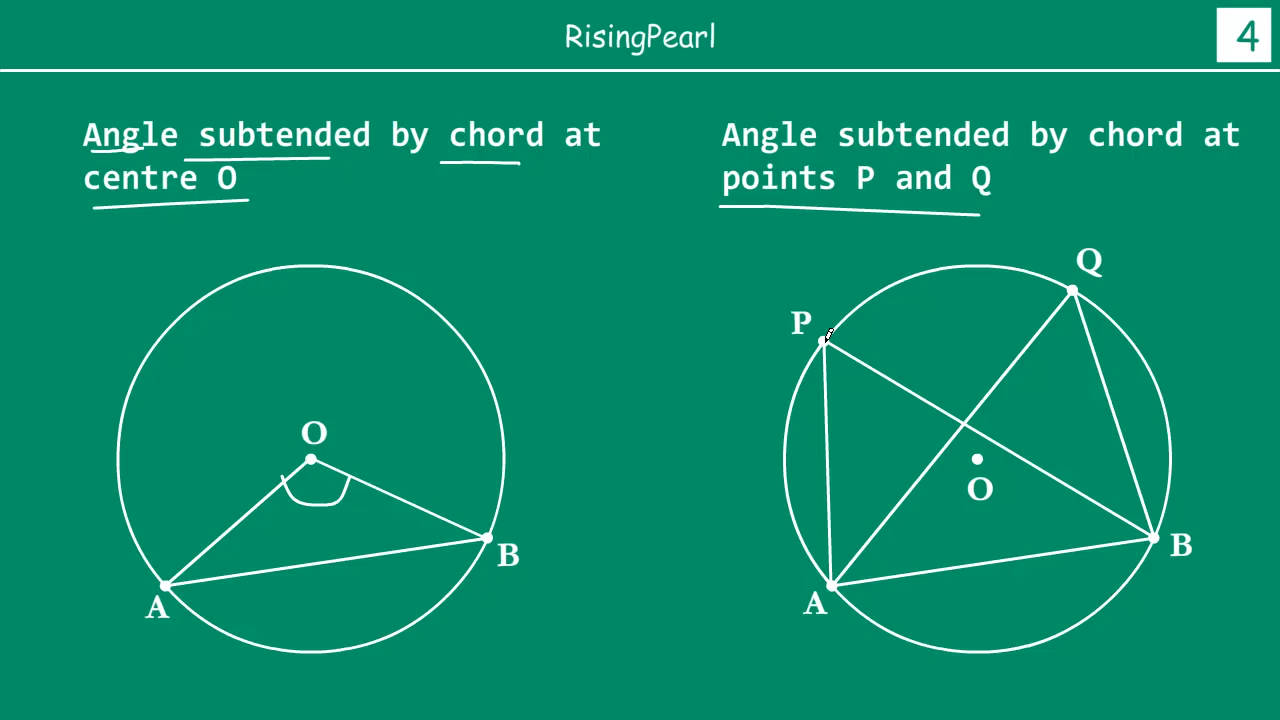 RisingPearl
4
Angle subtended by chord at
centre O
Angle subtended by chord at
points P and Q
O
A
B
Q
P
O
A
B